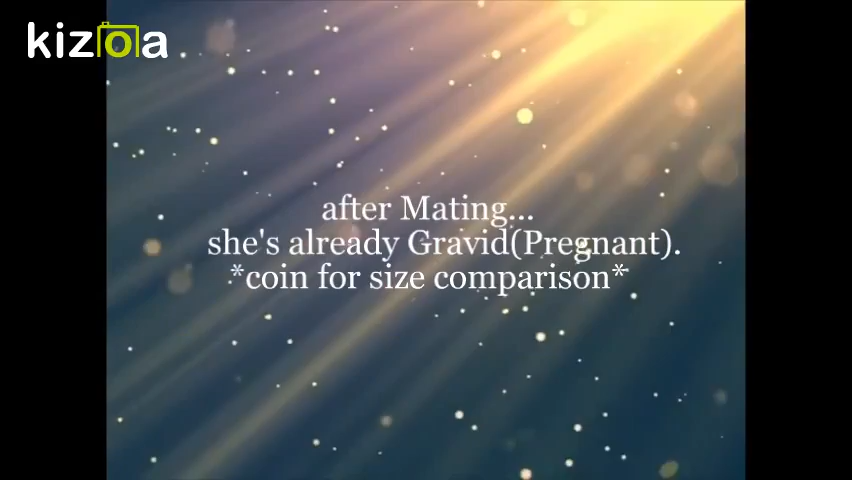 kizoa
after Mating...
she's already Gravid(Pregnant).
*coin for size comparison*